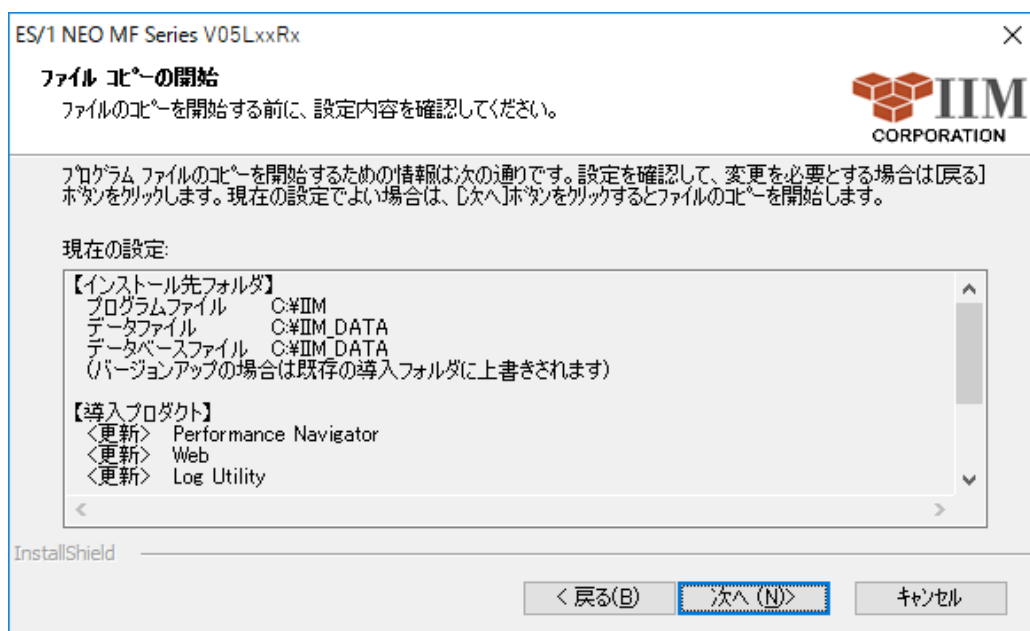 ES/1 NEO MF Series V05LxxRx
ファイル コピーの開始
ファイルのコピーを開始する前に、設定内容を確認してください。
IIM
CORPORATION
プログラム ファイルのコピーを開始するための情報は次の通りです。設定を確認して、変更を必要とする場合は[戻る]
ボタンをクリックします。現在の設定でよい場合は、[次へ]ボタンをクリックするとファイルのコピーを開始します。
現在の設定:
【インストール先フォルダ】
プログラムファイル C:¥IIM
データファイル C:¥IIM_DATA
データベースファイル C:¥IIM_DATA
(バージョンアップの場合は既存の導入フォルダに上書きされます)
【導入プロダクト】
<更新> Performance Navigator
<更新> Web
<更新> Log Utility
InstallShield
< 戻る(B)
次へ (N)>
キャンセル